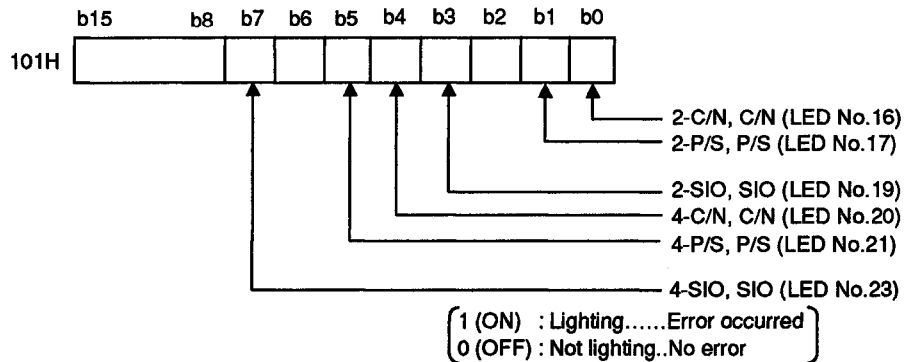 b15 b8 b7 b6 b5 b4 b3 b2 b1 b0
101H
2-C/N, C/N (LED No.16)
2-P/S, P/S (LED No.17)
2-SIO, SIO (LED No.19)
4-C/N, C/N (LED No.20)
4-P/S, P/S (LED No.21)
4-SIO, SIO (LED No.23)
1 (ON) : Lighting......Error occurred
0 (OFF) : Not lighting..No error